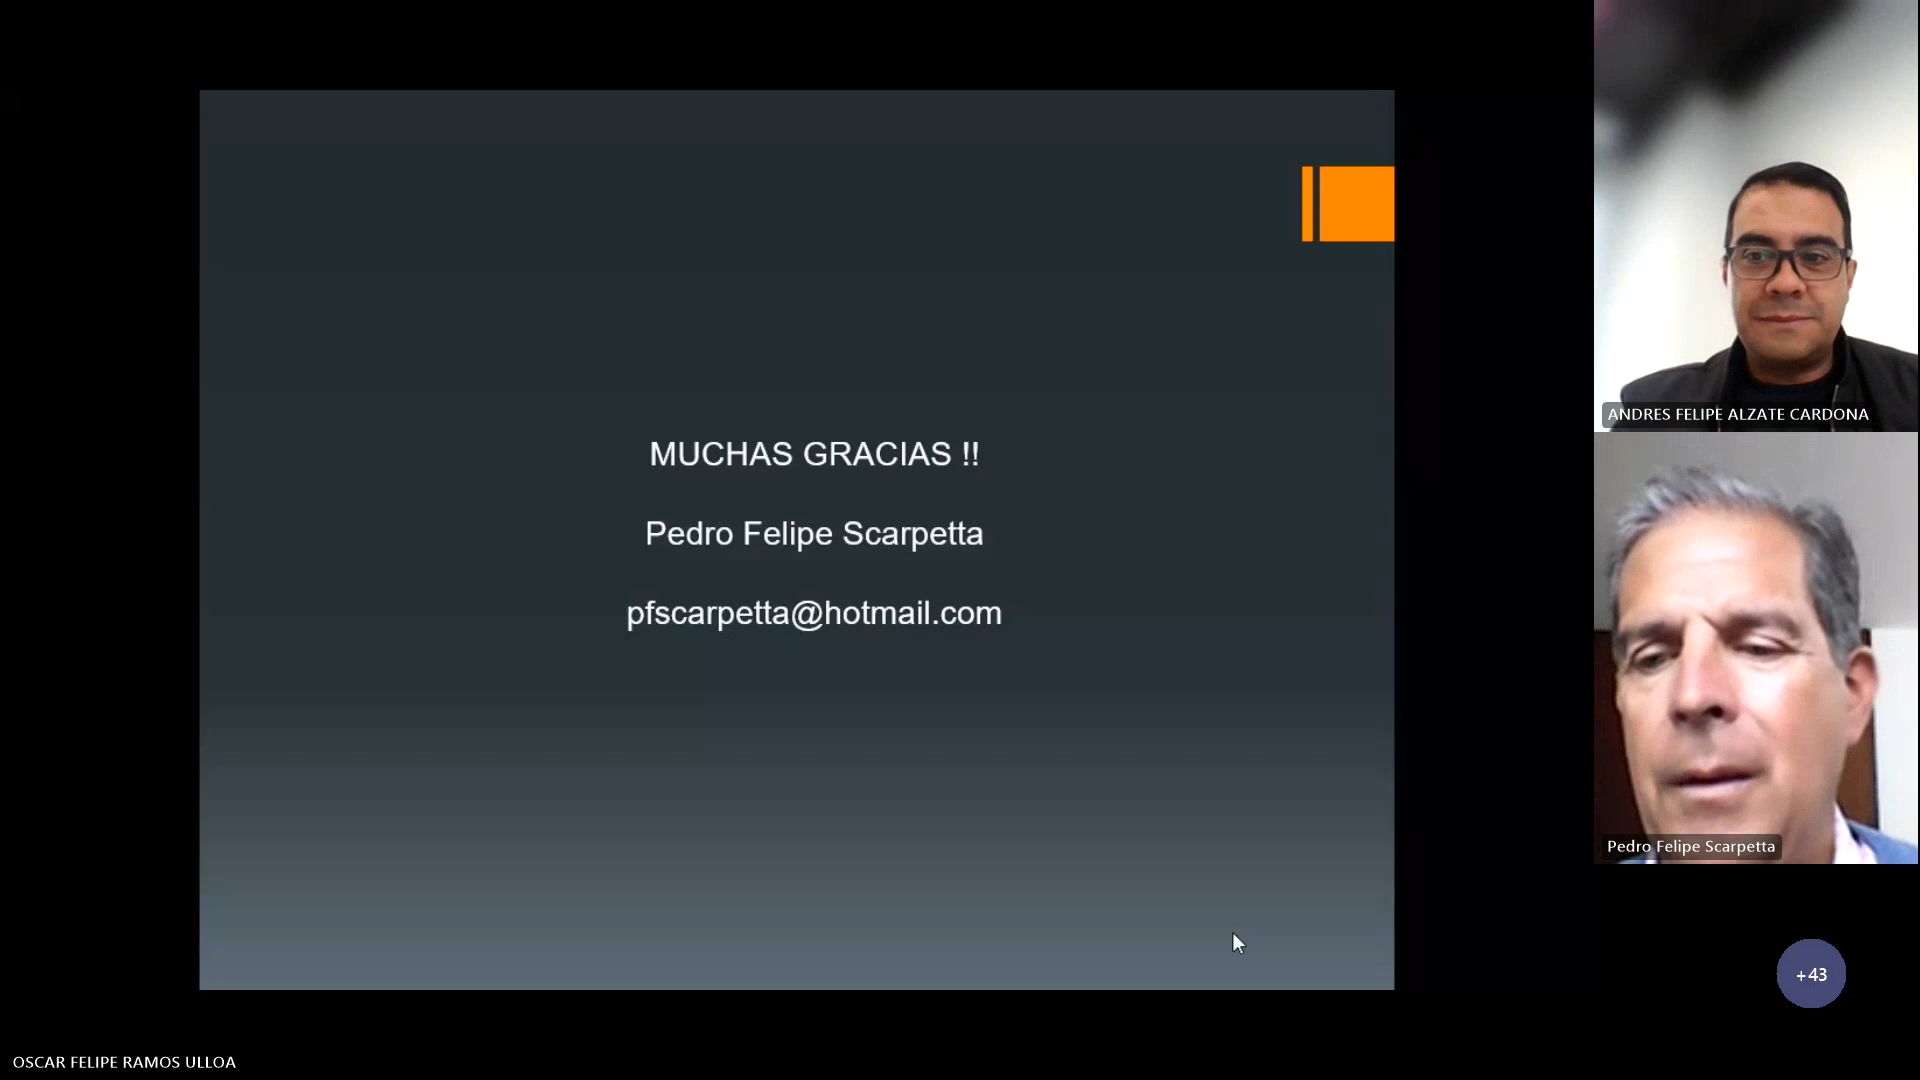 MUCHAS GRACIAS !!
Pedro Felipe Scarpetta
pfscarpetta@hotmail.com
ANDRES FELIPE ALZATE CARDONA
Pedro Felipe Scarpetta
+43
OSCAR FELIPE RAMOS ULLOA